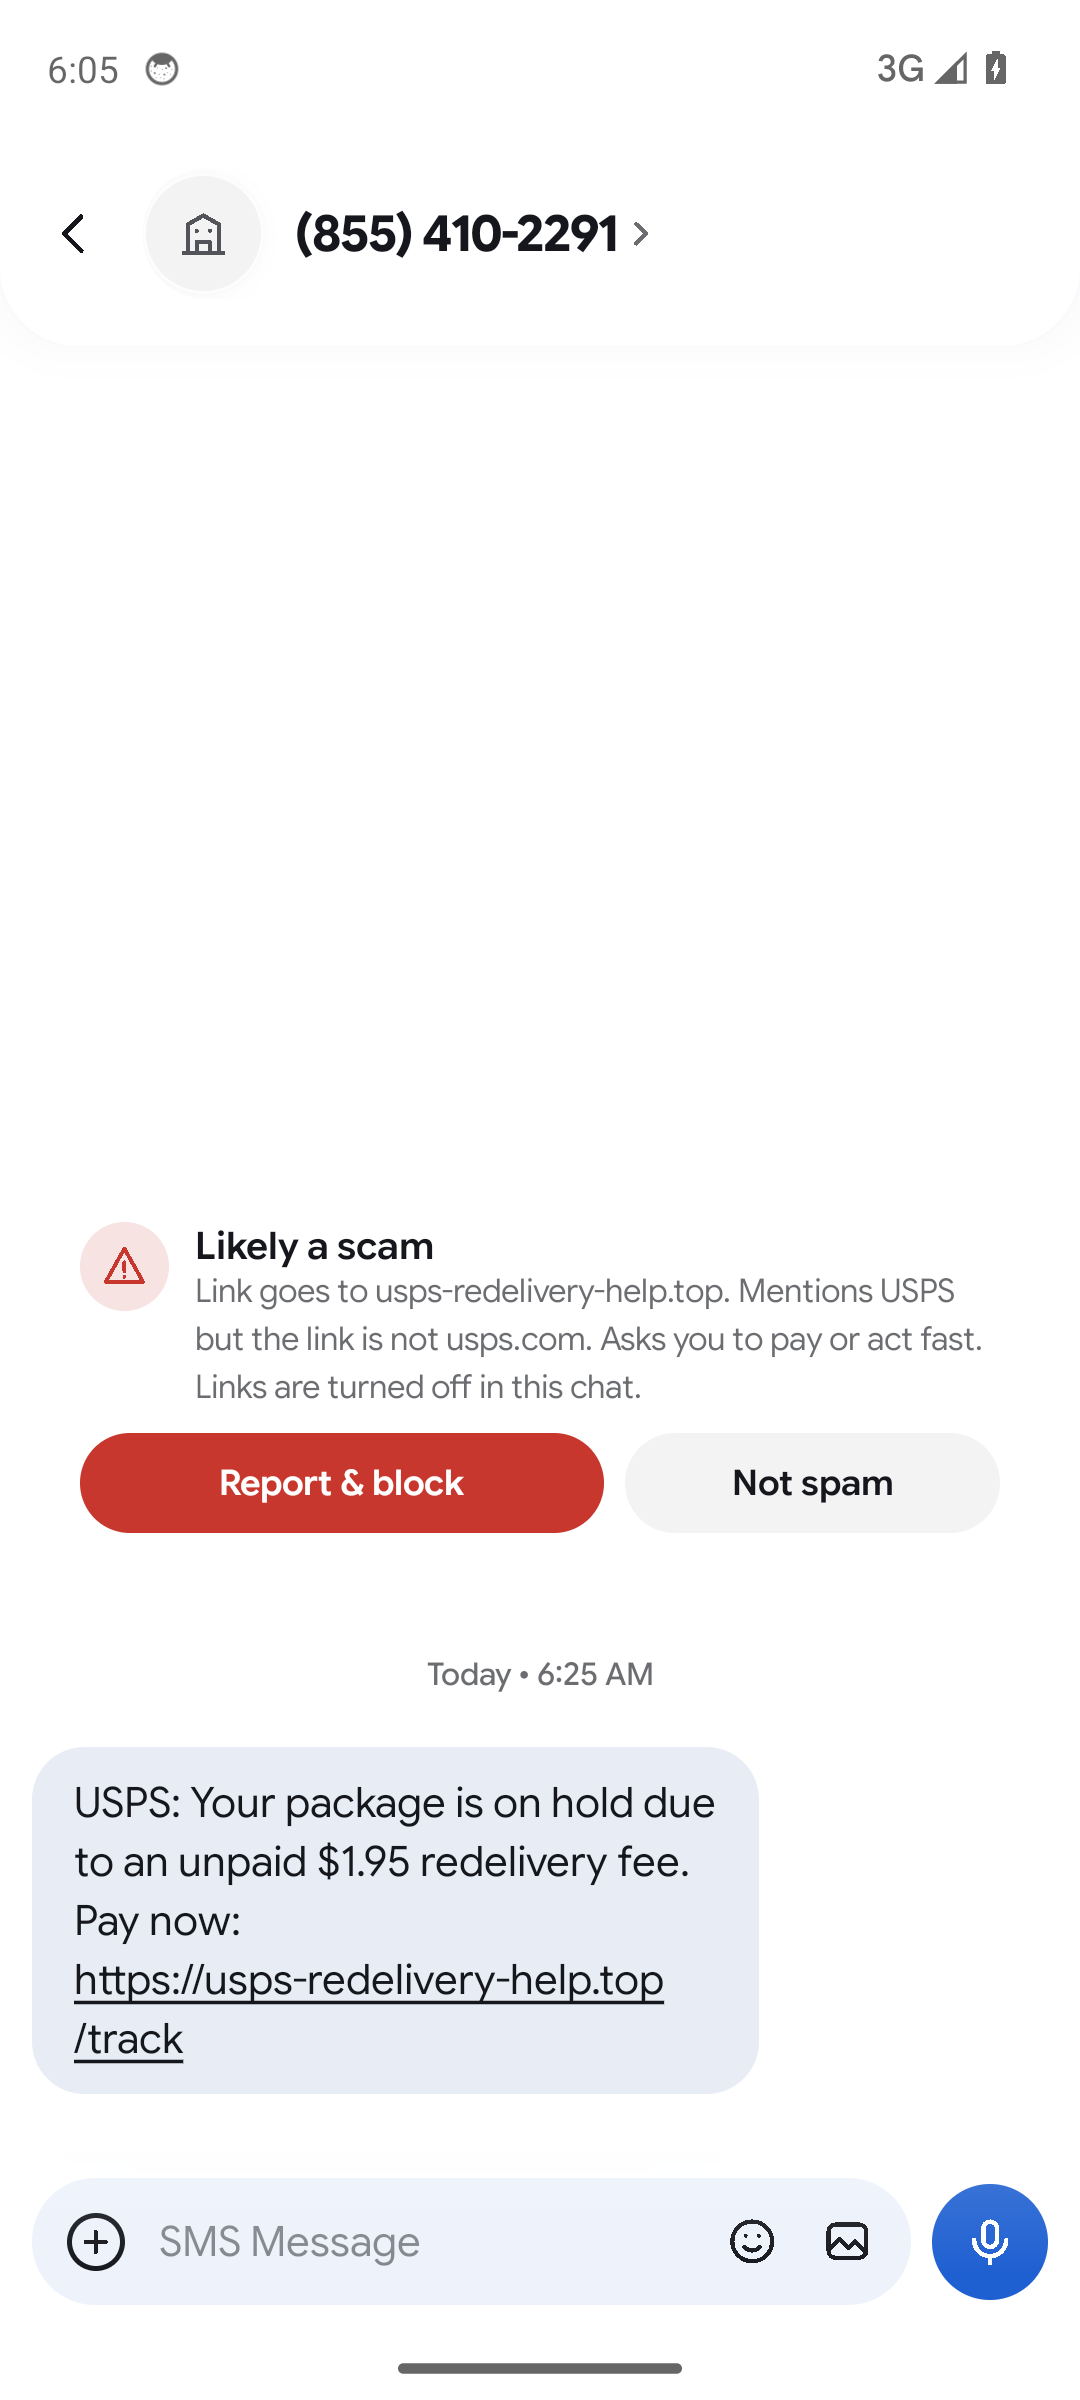 6:05
3G
(855) 410-2291
Likely a scam
Link goes to usps-redelivery-help.top. Mentions USPS
but the link is not usps.com. Asks you to pay or act fast.
Links are turned off in this chat.
Report & block
Not spam
Today • 6:25 AM
USPS: Your package is on hold due
to an unpaid $1.95 redelivery fee.
Pay now:
https://usps-redelivery-help.top
/track
SMS Message